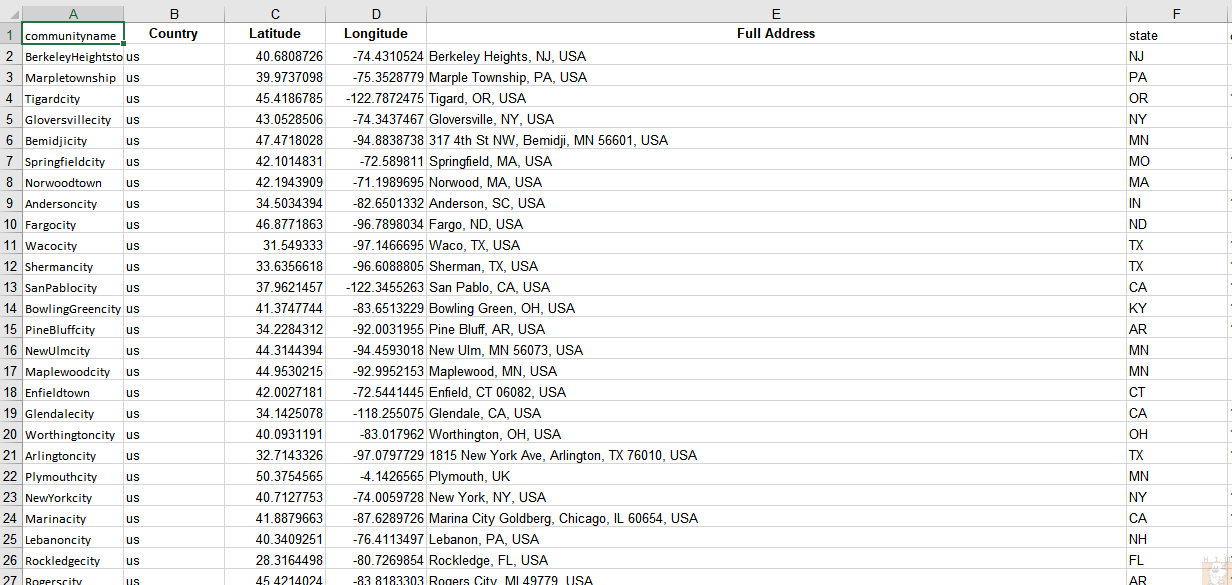 A B C D E F
1 communityname Country Latitude Longitude Full Address state
2 BerkeleyHeightsto us 40.6808726 -74.4310524 Berkeley Heights, NJ, USA NJ
3 Marpletownship us 39.9737098 -75.3528779 Marple Township, PA, USA PA
4 Tigardcity us 45.4186785 -122.7872475 Tigard, OR, USA OR
5 Gloversvillecity us 43.0528506 -74.3437467 Gloversville, NY, USA NY
6 Bemidjicity us 47.4718028 -94.8838738 317 4th St NW, Bemidji, MN 56601, USA MN
7 Springfieldcity us 42.1014831 -72.589811 Springfield, MA, USA MO
8 Norwoodtown us 42.1943909 -71.1989695 Norwood, MA, USA MA
9 Andersoncity us 34.5034394 -82.6501332 Anderson, SC, USA IN
10 Fargocity us 46.8771863 -96.7898034 Fargo, ND, USA ND
11 Wacocity us 31.549333 -97.1466695 Waco, TX, USA TX
12 Shermancity us 33.6356618 -96.6088805 Sherman, TX, USA TX
13 SanPablocity us 37.9621457 -122.3455263 San Pablo, CA, USA CA
14 BowlingGreencity us 41.3747744 -83.6513229 Bowling Green, OH, USA KY
15 PineBluffcity us 34.2284312 -92.0031955 Pine Bluff, AR, USA AR
16 NewUlmcity us 44.3144394 -94.4593018 New Ulm, MN 56073, USA MN
17 Maplewoodcity us 44.9530215 -92.9952153 Maplewood, MN, USA MN
18 Enfieldtown us 42.0027181 -72.5441445 Enfield, CT 06082, USA CT
19 Glendalecity us 34.1425078 -118.255075 Glendale, CA, USA CA
20 Worthingtoncity us 40.0931191 -83.017962 Worthington, OH, USA OH
21 Arlingtoncity us 32.7143326 -97.0797729 1815 New York Ave, Arlington, TX 76010, USA TX
22 Plymouthcity us 50.3754565 -4.1426565 Plymouth, UK MN
23 NewYorkcity us 40.7127753 -74.0059728 New York, NY, USA NY
24 Marinacity us 41.8879663 -87.6289726 Marina City Goldberg, Chicago, IL 60654, USA CA
25 Lebanoncity us 40.3409251 -76.4113497 Lebanon, PA, USA NH
26 Rockledgecity us 28.3164498 -80.7269854 Rockledge, FL, USA FL
27 Rogerscity us 45.4214024 -83.8183303 Rogers City, MI 49779, USA AR